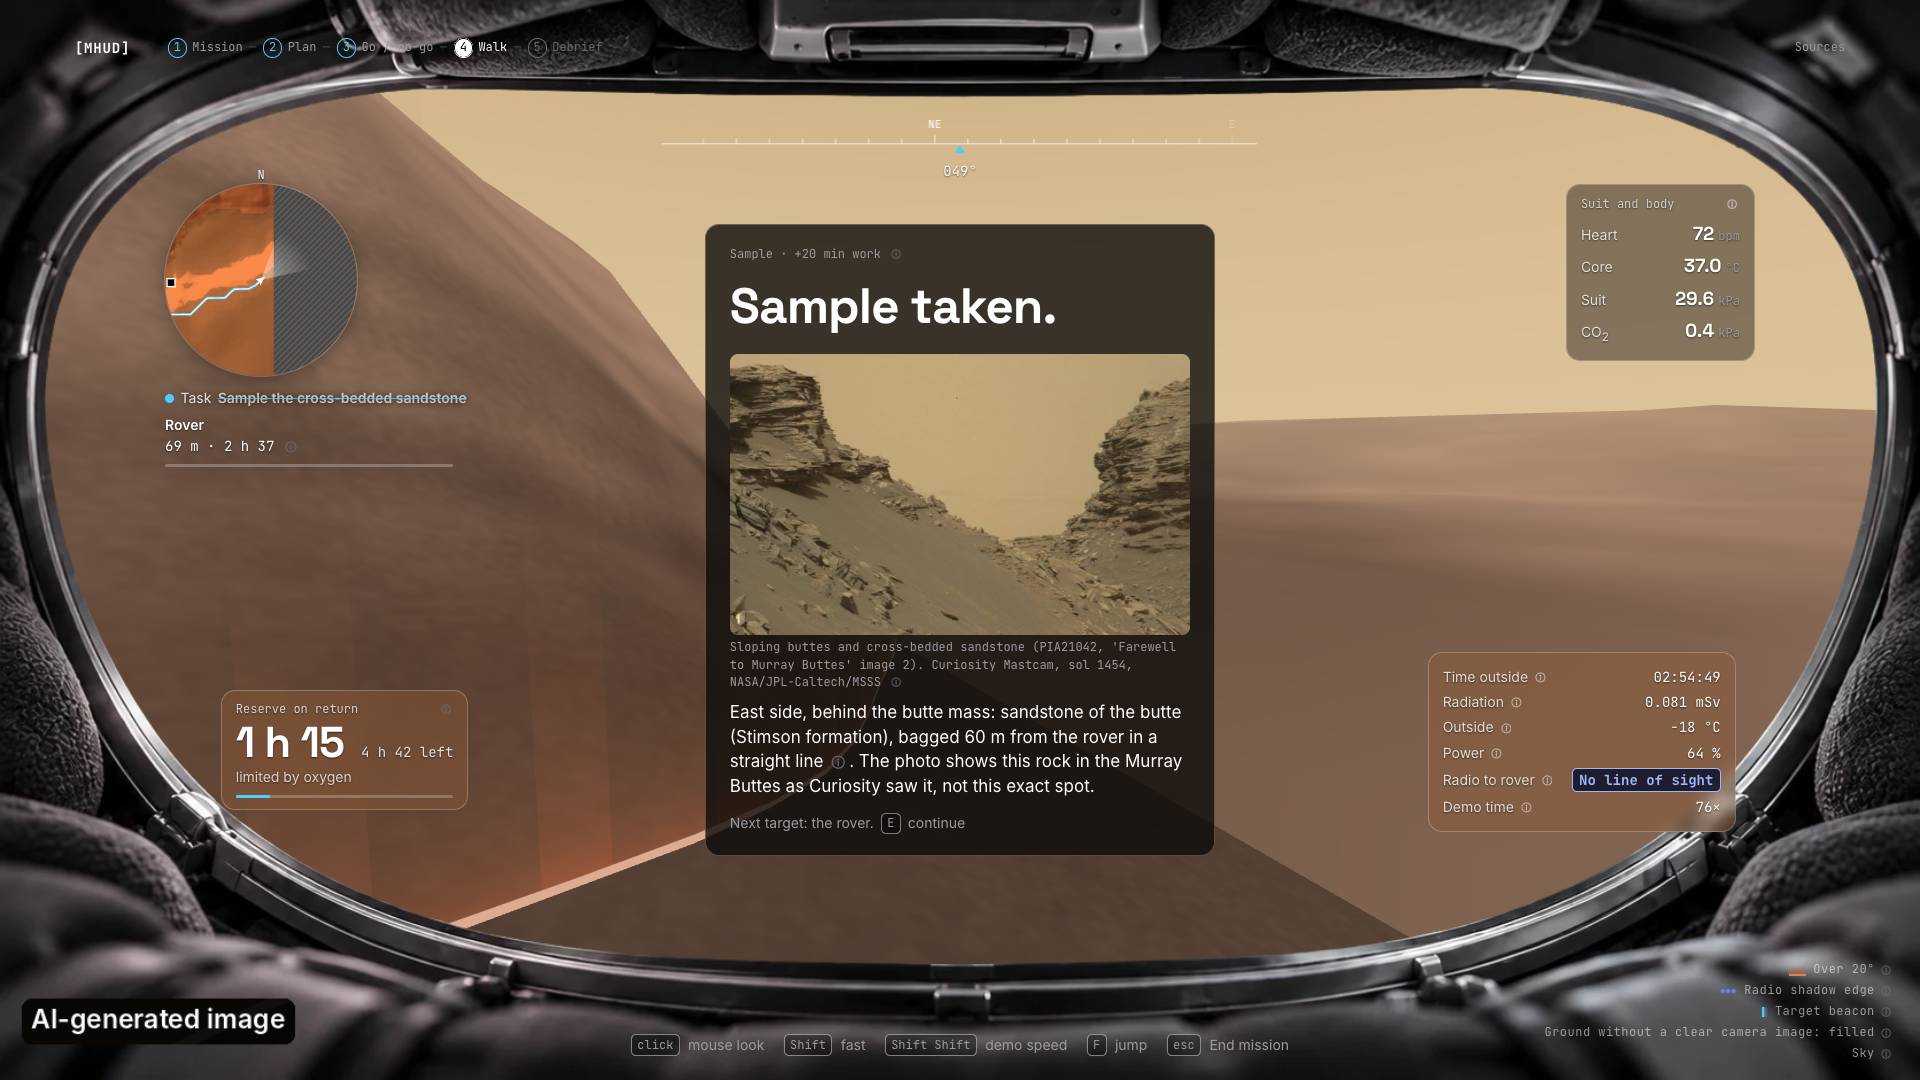 [MHUD]
1 Mission – 2 Plan – 3 Go / no-go – 4 Walk – 5 Debrief
Sources
NE
E
049°
N
Task Sample the cross-bedded sandstone
Rover
69 m · 2 h 37
Suit and body
Heart 72 bpm
Core 37.0 °C
Suit 29.6 kPa
CO2 0.4 kPa
Sample · +20 min work
Sample taken.
Sloping buttes and cross-bedded sandstone (PIA21042, 'Farewell
to Murray Buttes' image 2). Curiosity Mastcam, sol 1454,
NASA/JPL-Caltech/MSSS
East side, behind the butte mass: sandstone of the butte
(Stimson formation), bagged 60 m from the rover in a
straight line . The photo shows this rock in the Murray
Buttes as Curiosity saw it, not this exact spot.
Next target: the rover. E continue
Reserve on return
1 h 15 4 h 42 left
limited by oxygen
Time outside 02:54:49
Radiation 0.081 mSv
Outside -18 °C
Power 64 %
Radio to rover No line of sight
Demo time 76×
Over 20°
Radio shadow edge
Target beacon
Ground without a clear camera image: filled
Sky
AI-generated image
click mouse look Shift fast Shift Shift demo speed F jump esc End mission